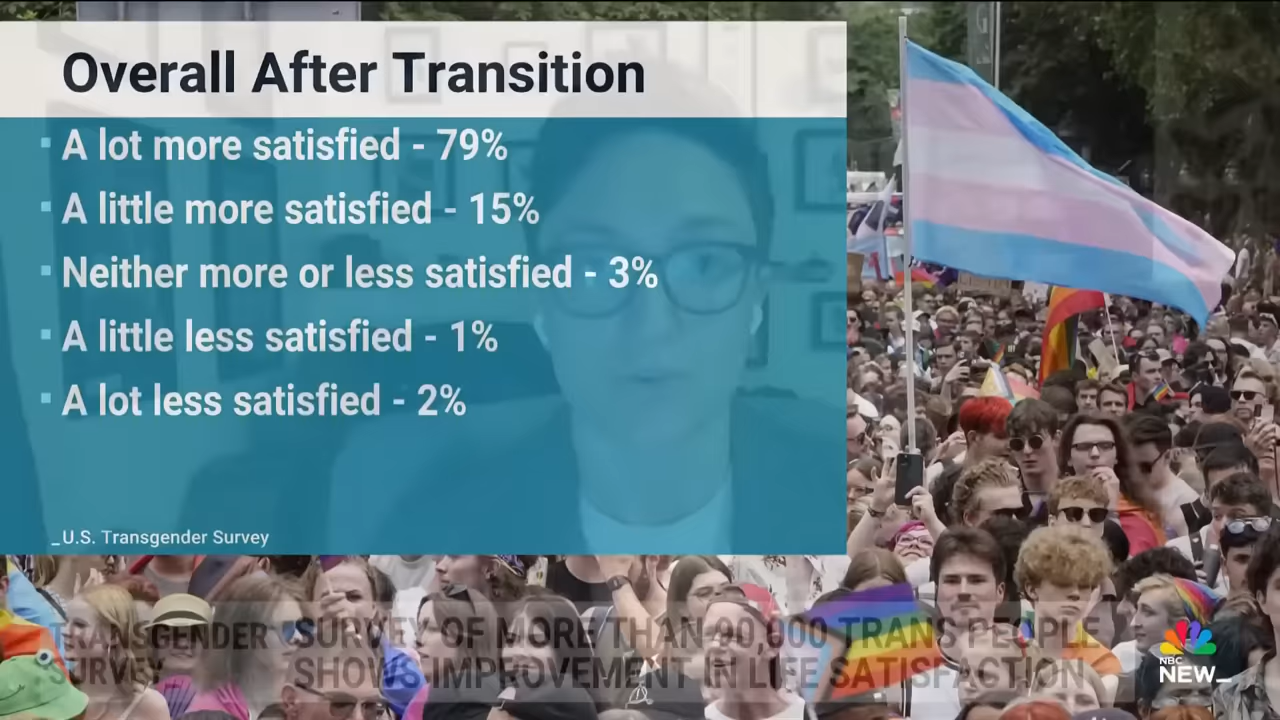 Overall After Transition
A lot more satisfied - 79%
A little more satisfied - 15%
Neither more or less satisfied - 3%
A little less satisfied - 1%
A lot less satisfied - 2%
_U.S. Transgender Survey
TRANSGENDER
SURVEY_
SURVEY OF MORE THAN 90,000 TRANS PEOPLE
SHOWS IMPROVEMENT IN LIFE SATISFACTION
NBC
NEW_